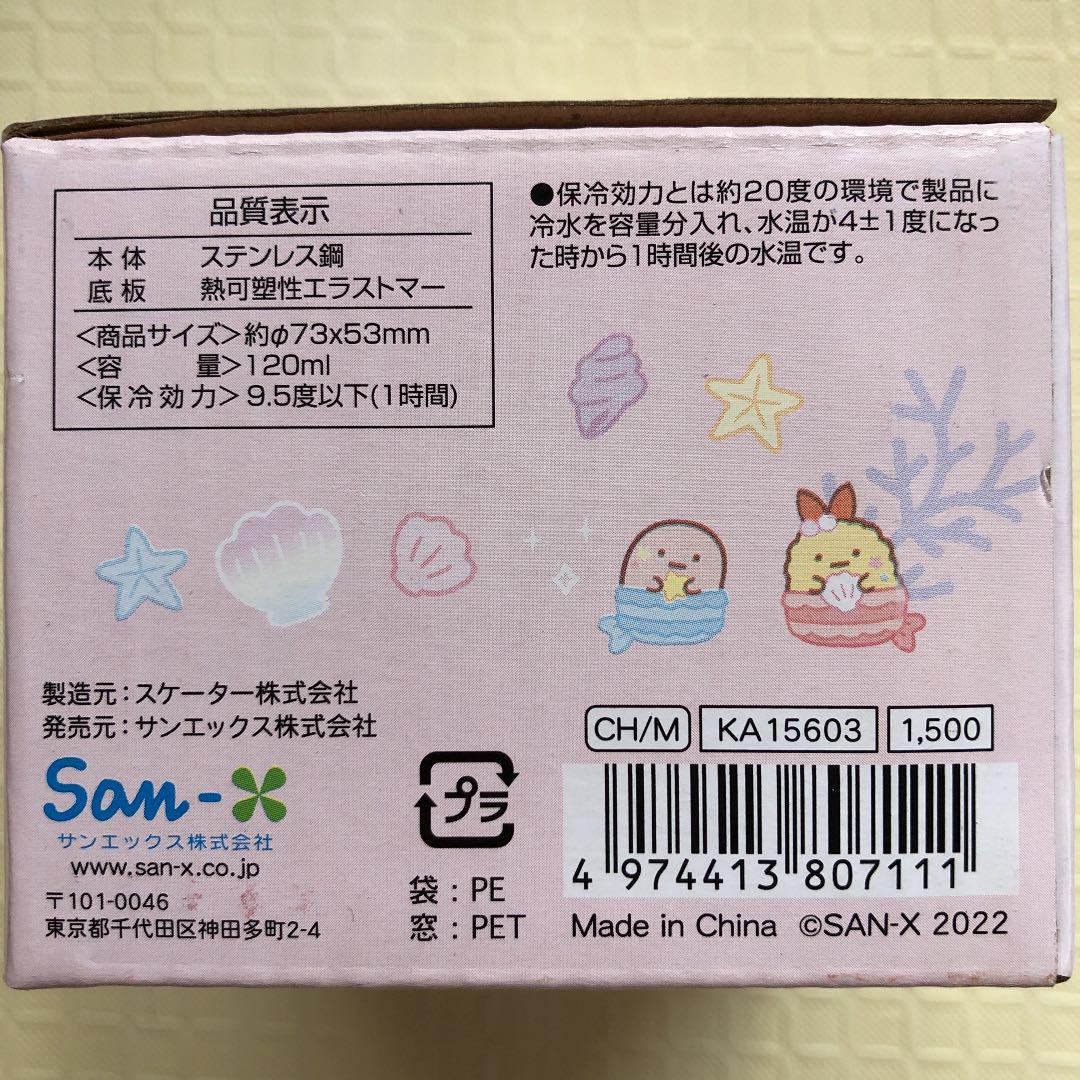 品質表示
本体 ステンレス鋼
底板 熱可塑性エラストマー
<商品サイズ>約φ73x53mm
<容量>120ml
<保冷効力>9.5度以下(1時間)
●保冷効力とは約20度の環境で製品に
冷水を容量分入れ、水温が4±1度になっ
た時から1時間後の水温です。
製造元：スケーター株式会社
発売元：サンエックス株式会社
San-X
サンエックス株式会社
www.san-x.co.jp
〒101-0046
東京都千代田区神田多町2-4
プラ
袋：PE
窓：PET
CH/M KA15603 1,500
4 974413 807111
Made in China ©SAN-X 2022